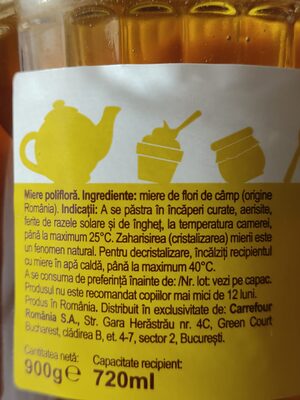 Miere polifloră. Ingrediente: miere de flori de câmp (origine
România). Indicații: A se păstra în încăperi curate, aerisite,
ferite de razele solare și de îngheț, la temperatura camerei,
până la maximum 25°C. Zaharisirea (cristalizarea) mierii este
un fenomen natural. Pentru decristalizare, încălziți recipientul
cu miere în apă caldă, până la maximum 40°C.
A se consuma de preferință înainte de: /Nr. lot: vezi pe capac.
Produsul nu este recomandat copiilor mai mici de 12 luni.
Produs în România. Distribuit în exclusivitate de: Carrefour
România S.A., Str. Gara Herăstrău nr. 4C, Green Court
Bucharest, clădirea B, et. 4-7, sector 2, București.
Cantitatea netă: Capacitate recipient:
900g℮ 720ml